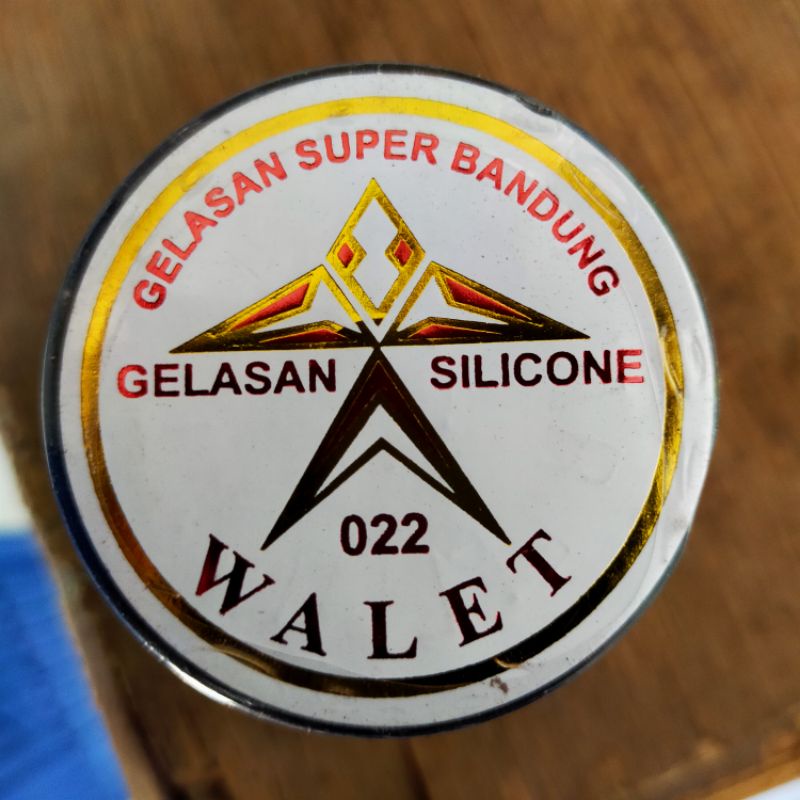 GELASAN SUPER BANDUNG
GELASAN SILICONE
022
WALET